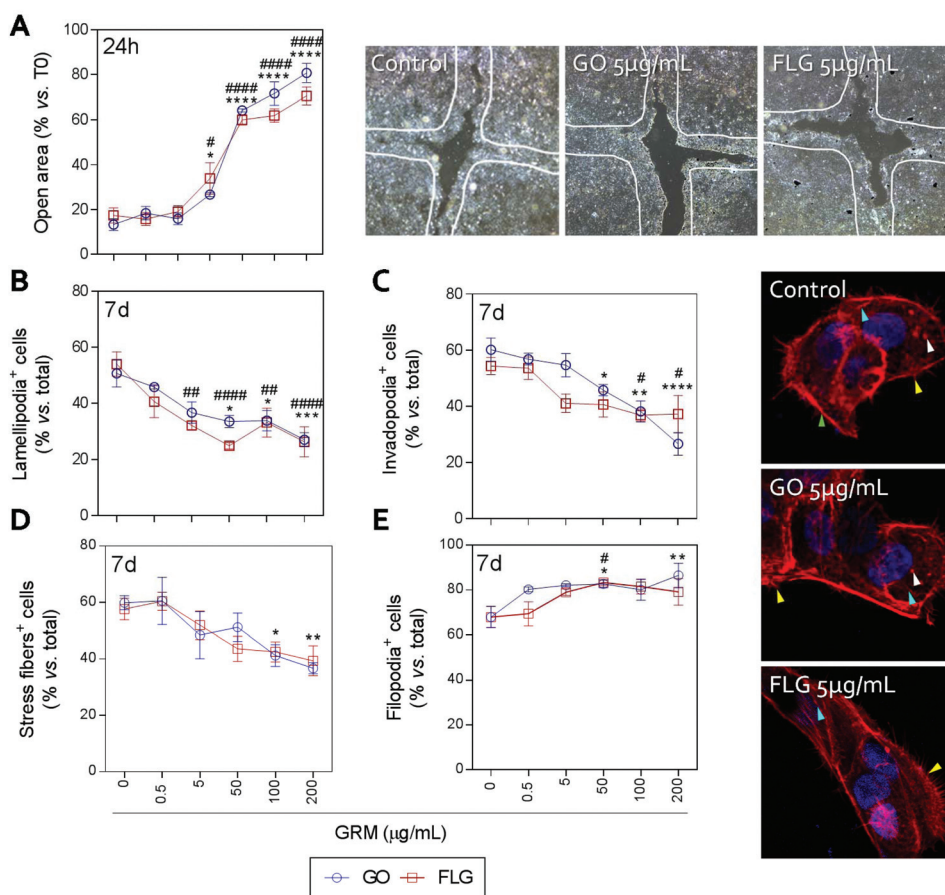 A
24h
Open area (% vs. T0)
100
80
60
40
20
0
#
*
####
****
####
****
####
****
Control
GO 5µg/mL
FLG 5µg/mL
B
7d
Lamellipodia+ cells
(% vs. total)
80
60
40
20
0
##
####
*
##
*
####
***
C
7d
Invadopodia+ cells
(% vs. total)
80
60
40
20
0
*
#
**
#
****
Control
GO 5µg/mL
FLG 5µg/mL
D
7d
Stress fibers+ cells
(% vs. total)
80
60
40
20
0
*
**
0
0.5
5
50
100
200
E
7d
Filopodia+ cells
(% vs. total)
100
80
60
40
20
0
#
*
**
0
0.5
5
50
100
200
GRM (µg/mL)
GO FLG